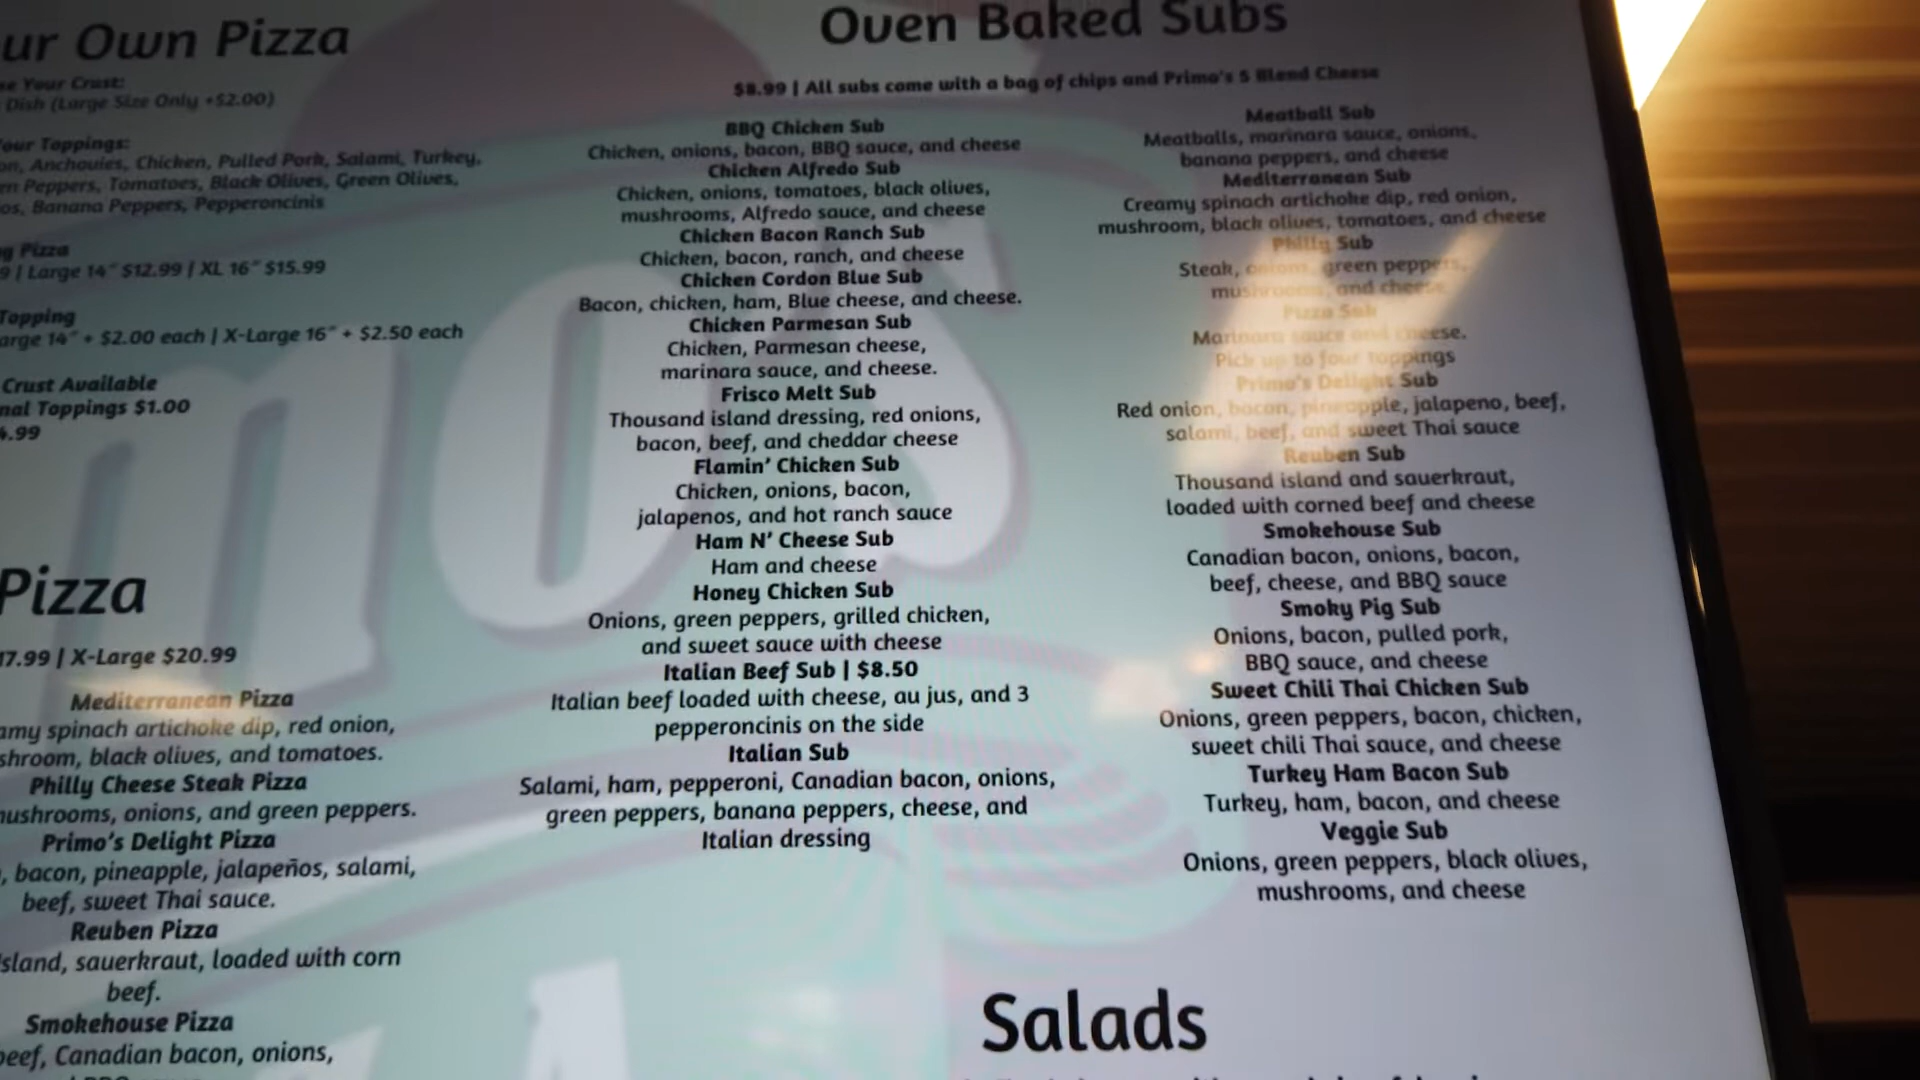 ur Own Pizza
se Your Crust:
Dish (Large Size Only +$2.00)
our Toppings:
on, Anchovies, Chicken, Pulled Pork, Salami, Turkey,
en Peppers, Tomatoes, Black Olives, Green Olives,
os, Banana Peppers, Pepperoncinis
g Pizza
9 | Large 14" $12.99 | XL 16" $15.99
Topping
arge 14" + $2.00 each | X-Large 16" + $2.50 each
Crust Available
nal Toppings $1.00
4.99
Pizza
17.99 | X-Large $20.99
Mediterranean Pizza
amy spinach artichoke dip, red onion,
shroom, black olives, and tomatoes.
Philly Cheese Steak Pizza
mushrooms, onions, and green peppers.
Primo's Delight Pizza
, bacon, pineapple, jalapeños, salami,
beef, sweet Thai sauce.
Reuben Pizza
sland, sauerkraut, loaded with corn
beef.
Smokehouse Pizza
beef, Canadian bacon, onions,
Oven Baked Subs
$8.99 | All subs come with a bag of chips and Primo's 5 Blend Cheese
BBQ Chicken Sub
Chicken, onions, bacon, BBQ sauce, and cheese
Chicken Alfredo Sub
Chicken, onions, tomatoes, black olives,
mushrooms, Alfredo sauce, and cheese
Chicken Bacon Ranch Sub
Chicken, bacon, ranch, and cheese
Chicken Cordon Blue Sub
Bacon, chicken, ham, Blue cheese, and cheese.
Chicken Parmesan Sub
Chicken, Parmesan cheese,
marinara sauce, and cheese.
Frisco Melt Sub
Thousand island dressing, red onions,
bacon, beef, and cheddar cheese
Flamin' Chicken Sub
Chicken, onions, bacon,
jalapenos, and hot ranch sauce
Ham N' Cheese Sub
Ham and cheese
Honey Chicken Sub
Onions, green peppers, grilled chicken,
and sweet sauce with cheese
Italian Beef Sub | $8.50
Italian beef loaded with cheese, au jus, and 3
pepperoncinis on the side
Italian Sub
Salami, ham, pepperoni, Canadian bacon, onions,
green peppers, banana peppers, cheese, and
Italian dressing
Meatball Sub
Meatballs, marinara sauce, onions,
banana peppers, and cheese
Mediterranean Sub
Creamy spinach artichoke dip, red onion,
mushroom, black olives, tomatoes, and cheese
Philly Sub
Steak, onions, green peppers,
mushrooms, and cheese
Pizza Sub
Marinara sauce and cheese.
Pick up to four toppings
Primo's Delight Sub
Red onion, bacon, pineapple, jalapeno, beef,
salami, beef, and sweet Thai sauce
Reuben Sub
Thousand island and sauerkraut,
loaded with corned beef and cheese
Smokehouse Sub
Canadian bacon, onions, bacon,
beef, cheese, and BBQ sauce
Smoky Pig Sub
Onions, bacon, pulled pork,
BBQ sauce, and cheese
Sweet Chili Thai Chicken Sub
Onions, green peppers, bacon, chicken,
sweet chili Thai sauce, and cheese
Turkey Ham Bacon Sub
Turkey, ham, bacon, and cheese
Veggie Sub
Onions, green peppers, black olives,
mushrooms, and cheese
Salads